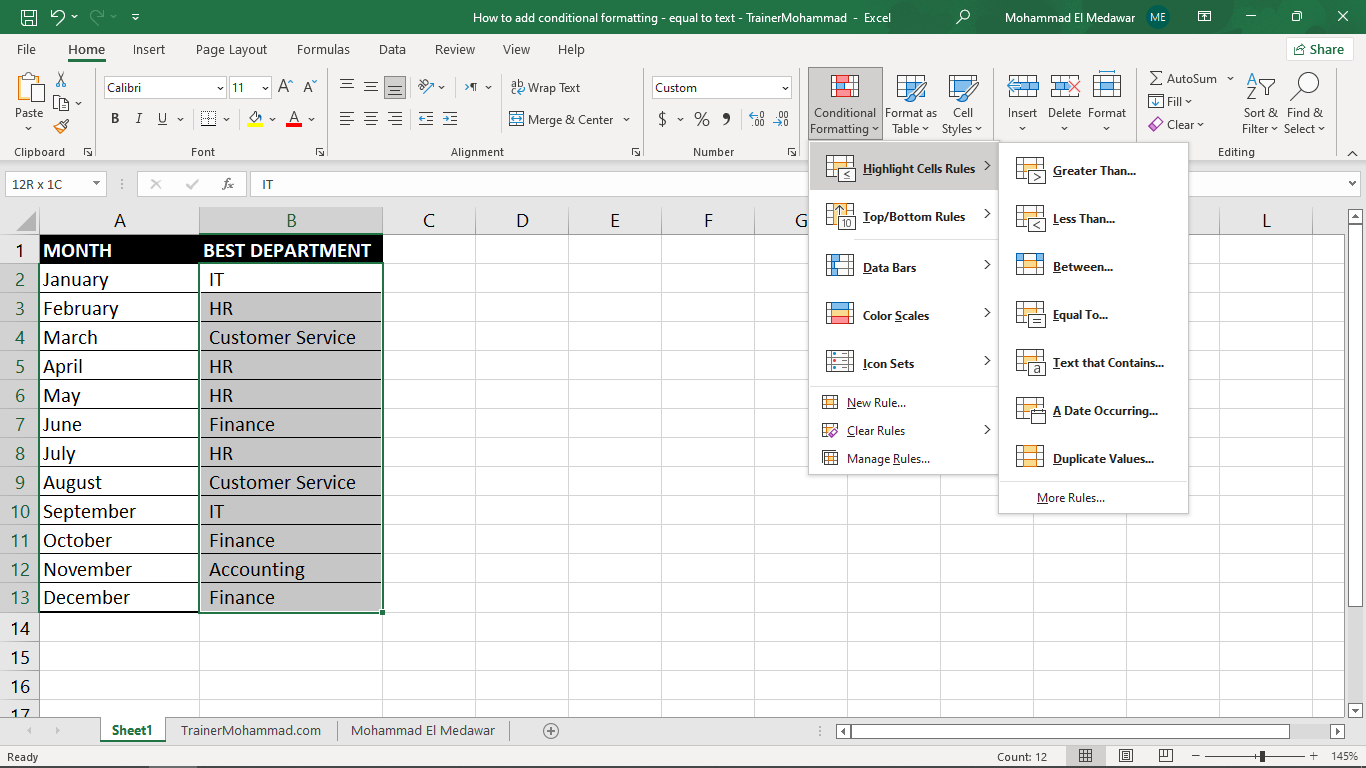 How to add conditional formatting - equal to text - TrainerMohammad - Excel
Mohammad El Medawar ME
File Home Insert Page Layout Formulas Data Review View Help Share
Calibri 11 ab Wrap Text Custom AutoSum
Paste Conditional Formatting Format as Table Cell Styles Insert Delete Format Fill Sort & Filter Find & Select
B I U A Merge & Center $ % Clear
Clipboard Font Alignment Number Editing
12R x 1C fx IT
Highlight Cells Rules
Top/Bottom Rules
Data Bars
Color Scales
Icon Sets
New Rule...
Clear Rules
Manage Rules...
Greater Than...
Less Than...
Between...
Equal To...
Text that Contains...
A Date Occurring...
Duplicate Values...
More Rules...
A B C D E F G L
1 MONTH BEST DEPARTMENT
2 January IT
3 February HR
4 March Customer Service
5 April HR
6 May HR
7 June Finance
8 July HR
9 August Customer Service
10 September IT
11 October Finance
12 November Accounting
13 December Finance
14
15
16
17
Sheet1 TrainerMohammad.com Mohammad El Medawar
Ready Count: 12 145%